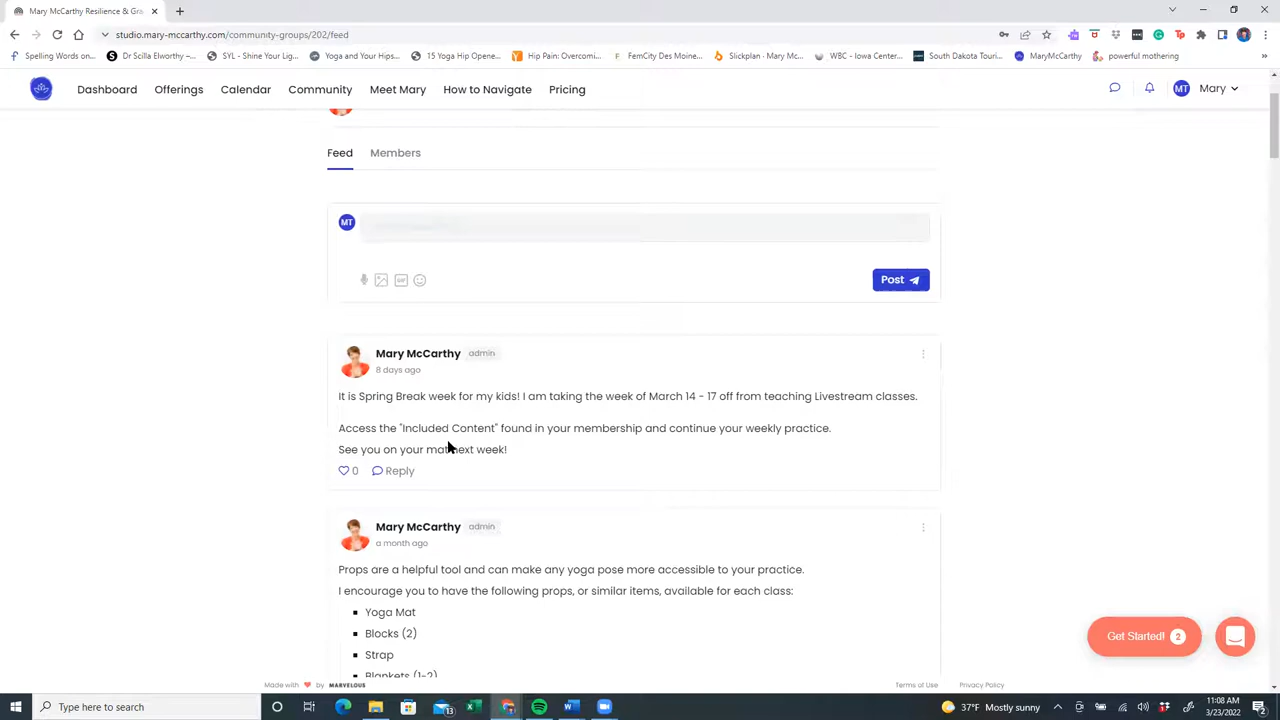 Mary McCarthy Resilience & Gra
studio.mary-mccarthy.com/community-groups/202/feed
Spelling Words on...
Dr Scilla Elworthy –...
SYL - Shine Your Lig...
Yoga and Your Hips...
15 Yoga Hip Opene...
Hip Pain: Overcomi...
FemCity Des Moine...
Slickplan - Mary Mc...
WBC - Iowa Center...
South Dakota Touri...
MaryMcCarthy
powerful mothering
»
Dashboard Offerings Calendar Community Meet Mary How to Navigate Pricing
MT Mary
Feed Members
MT
GIF
Post
Mary McCarthy admin
8 days ago
It is Spring Break week for my kids! I am taking the week of March 14 - 17 off from teaching Livestream classes.
Access the "Included Content" found in your membership and continue your weekly practice.
See you on your mat next week!
0 Reply
Mary McCarthy admin
a month ago
Props are a helpful tool and can make any yoga pose more accessible to your practice.
I encourage you to have the following props, or similar items, available for each class:
▪ Yoga Mat
▪ Blocks (2)
▪ Strap
Blankets (1-2)
Get Started! 2
Made with ♥ by MARVELOUS
Terms of Use Privacy Policy
Type here to search
13
37°F Mostly sunny
11:08 AM
3/23/2022
2